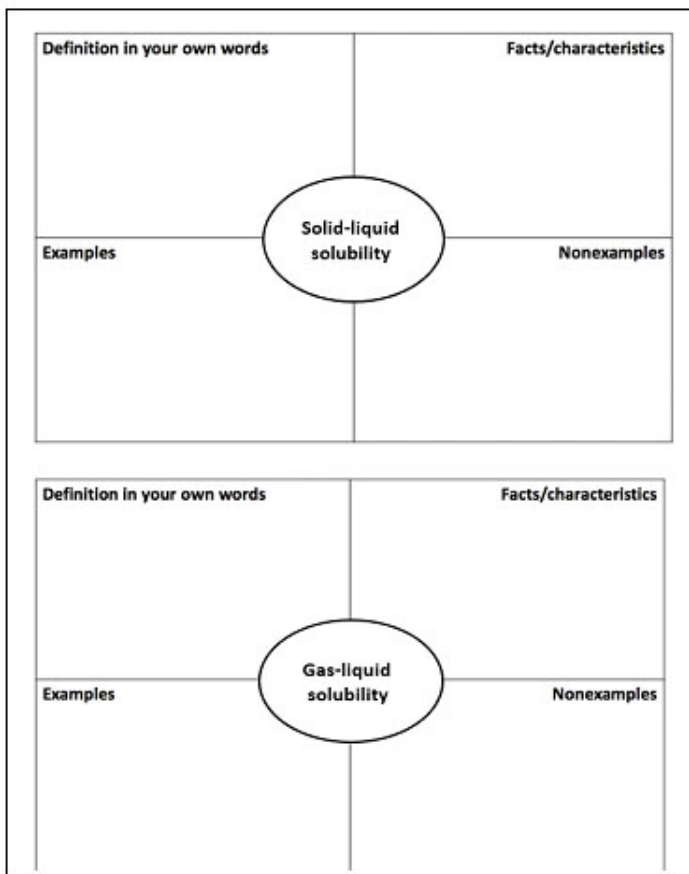 Definition in your own words
Facts/characteristics
Solid-liquid
solubility
Examples
Nonexamples
Definition in your own words
Facts/characteristics
Gas-liquid
solubility
Examples
Nonexamples